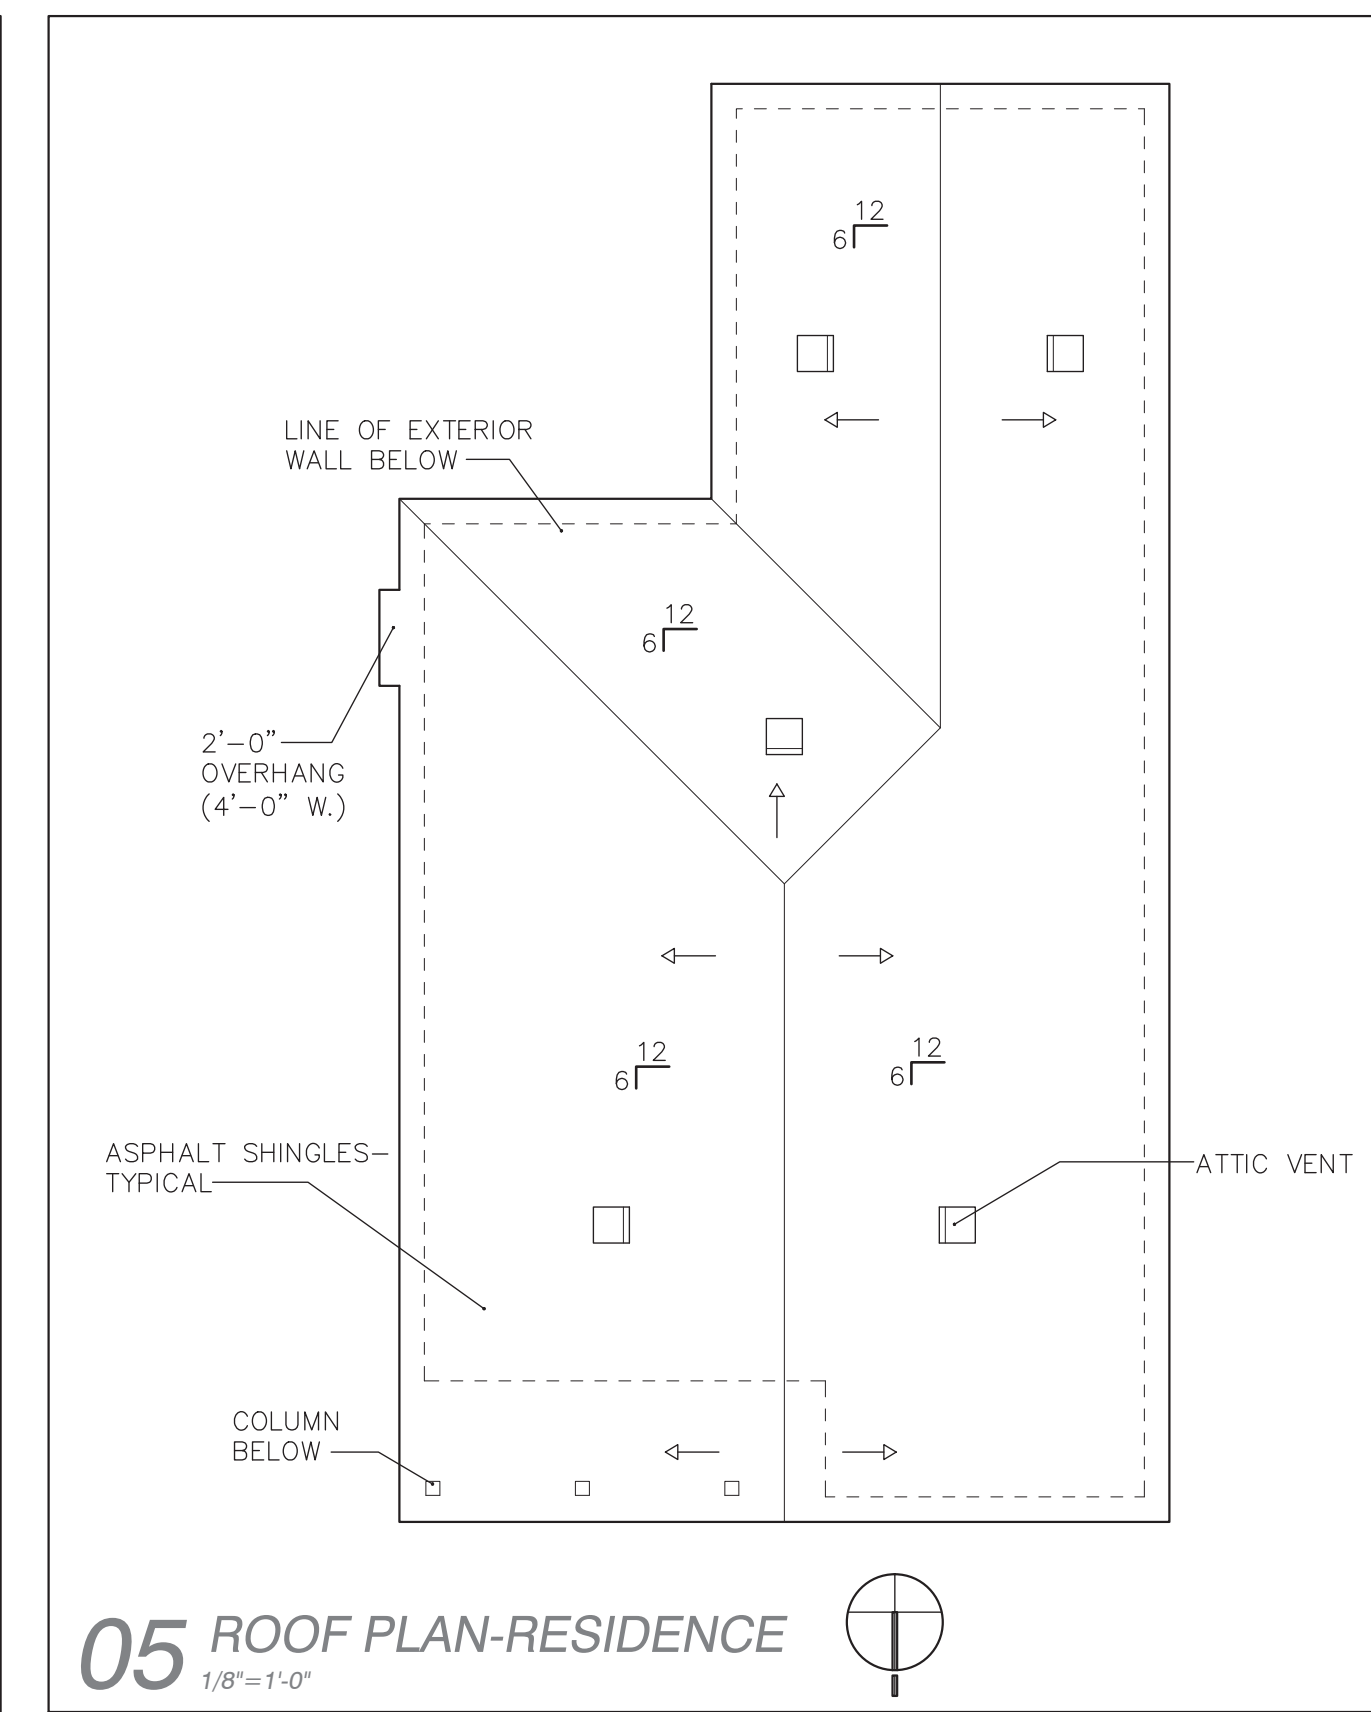 12
6
LINE OF EXTERIOR
WALL BELOW
12
6
2'-0"
OVERHANG
(4'-0" W.)
12
6
12
6
ASPHALT SHINGLES-
TYPICAL
ATTIC VENT
COLUMN
BELOW
05 ROOF PLAN-RESIDENCE
1/8"=1'-0"